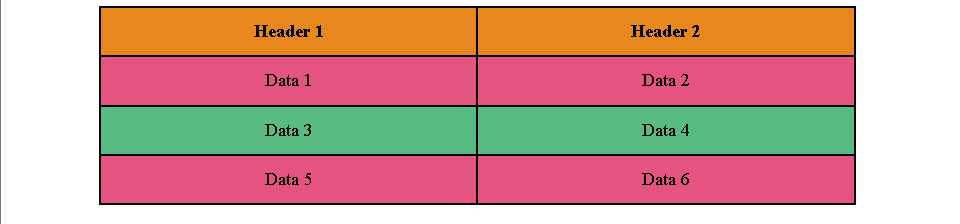 Header 1 Header 2
Data 1 Data 2
Data 3 Data 4
Data 5 Data 6